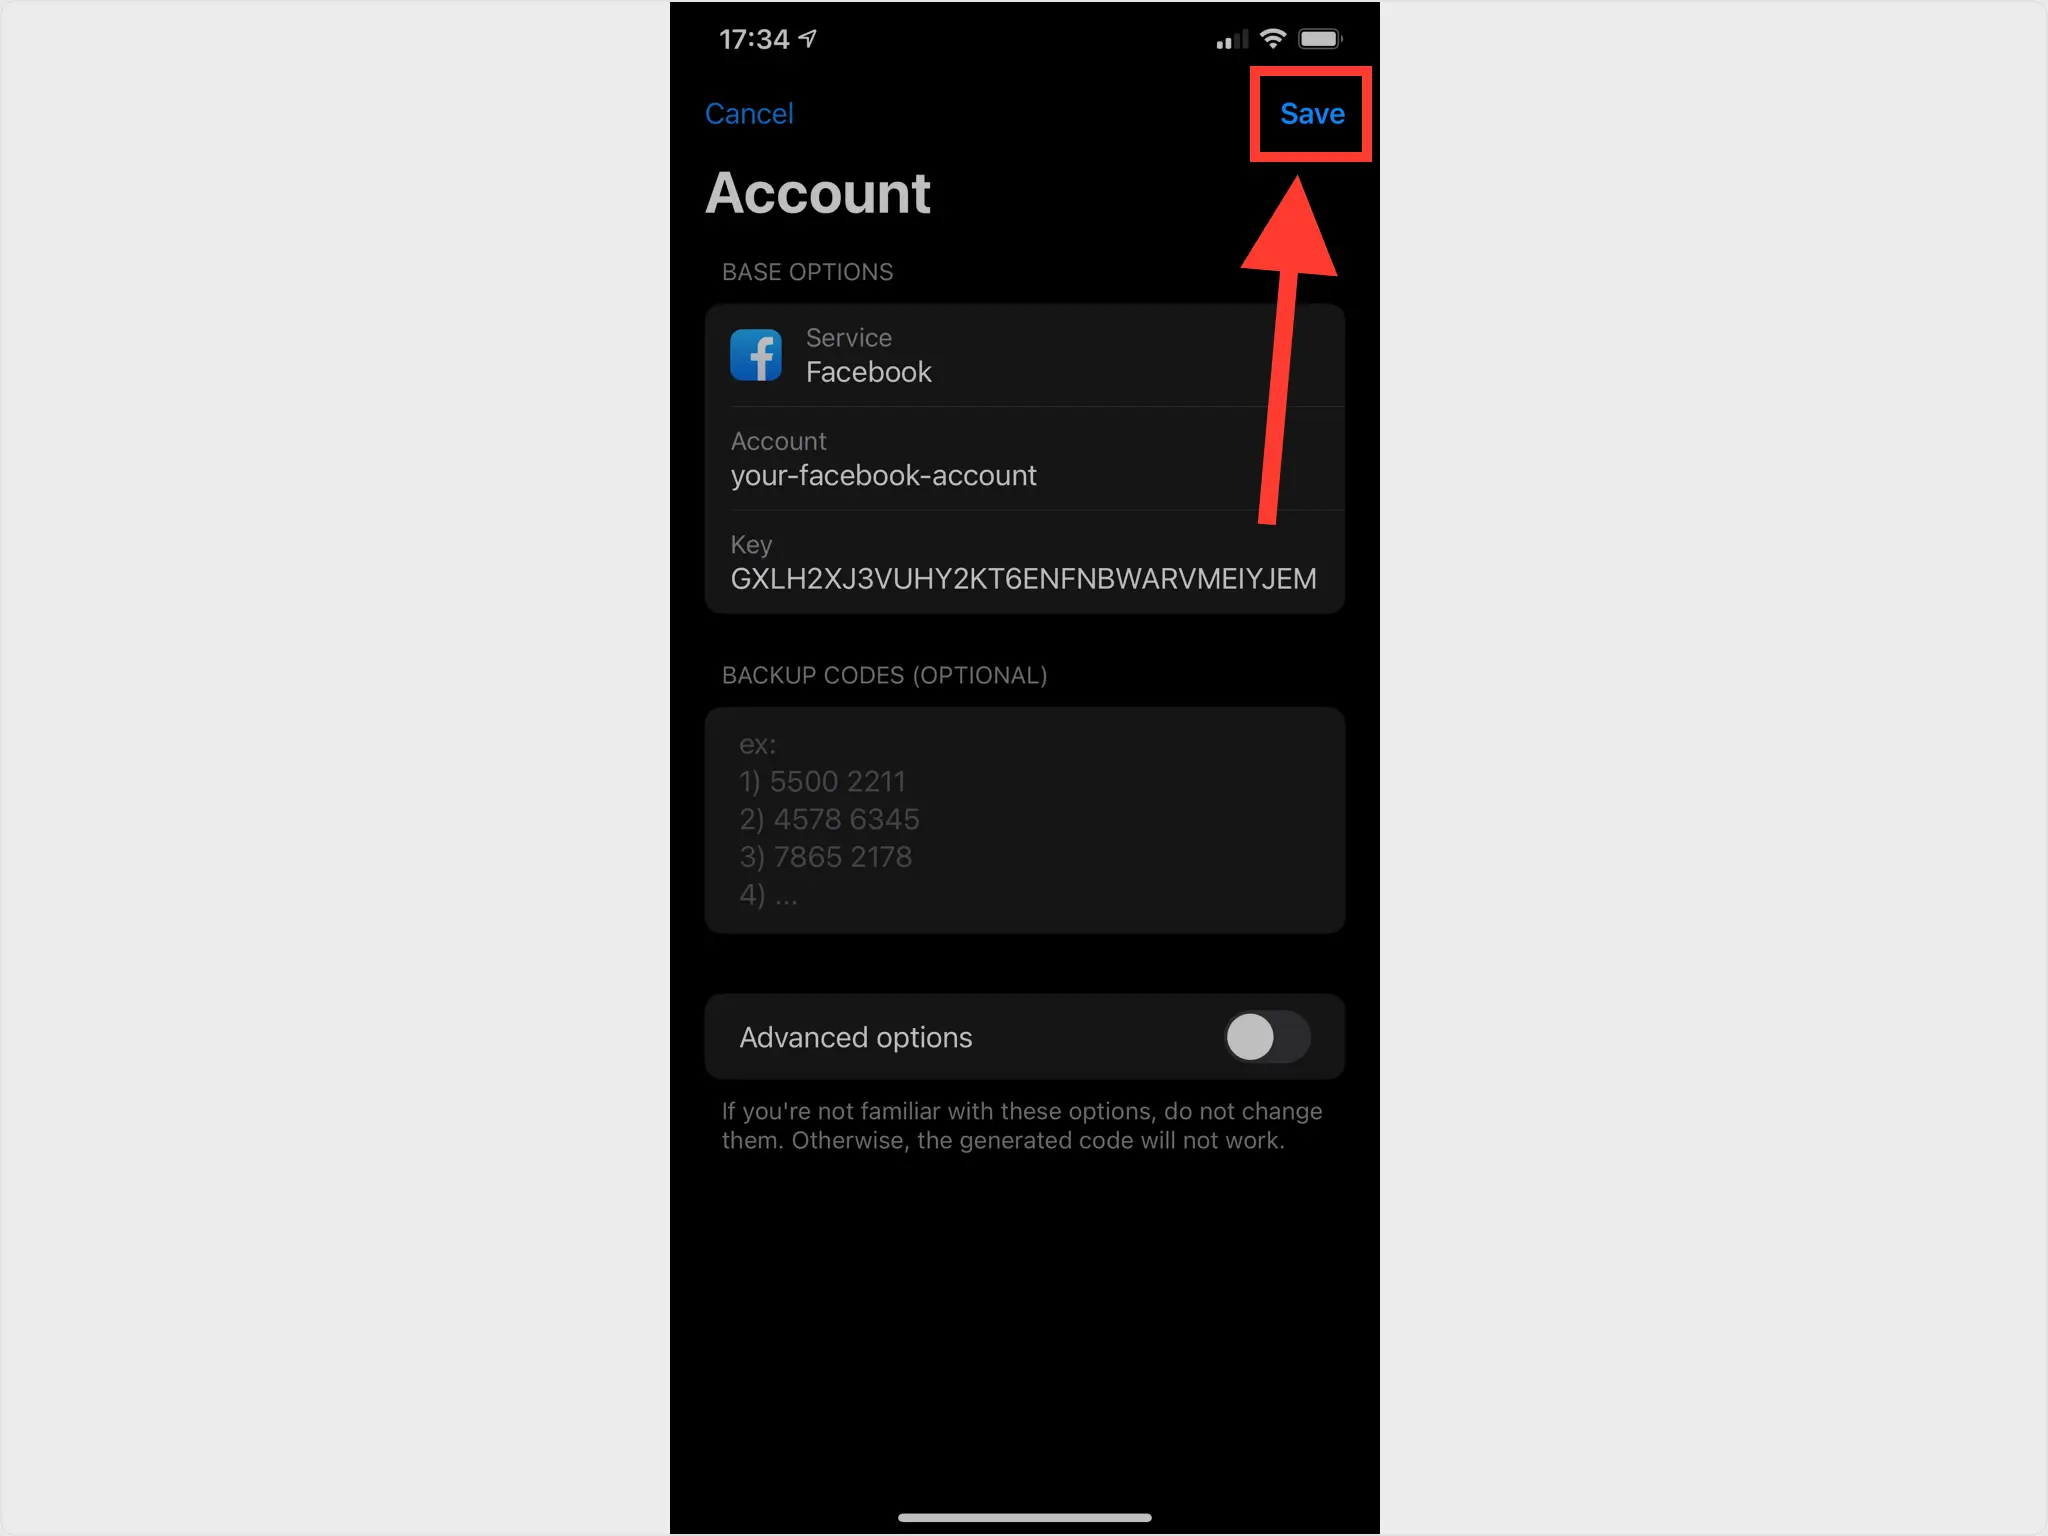 17:34
Cancel
Save
Account
BASE OPTIONS
Service
Facebook
Account
your-facebook-account
Key
GXLH2XJ3VUHY2KT6ENFNBWARVMEIYJEM
BACKUP CODES (OPTIONAL)
ex:
1) 5500 2211
2) 4578 6345
3) 7865 2178
4) ...
Advanced options
If you're not familiar with these options, do not change
them. Otherwise, the generated code will not work.